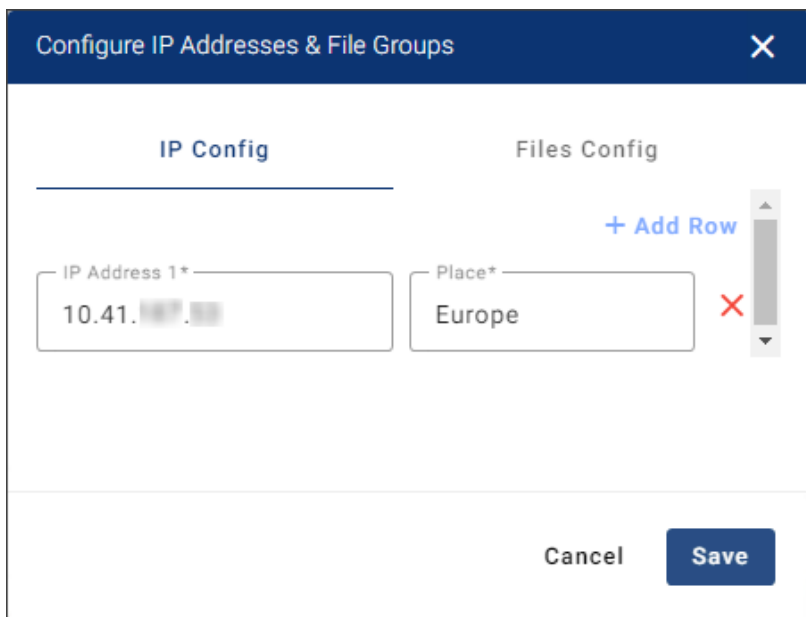 Configure IP Addresses & File Groups
IP Config
Files Config
+ Add Row
IP Address 1*
Place*
10.41.
Europe
Cancel
Save